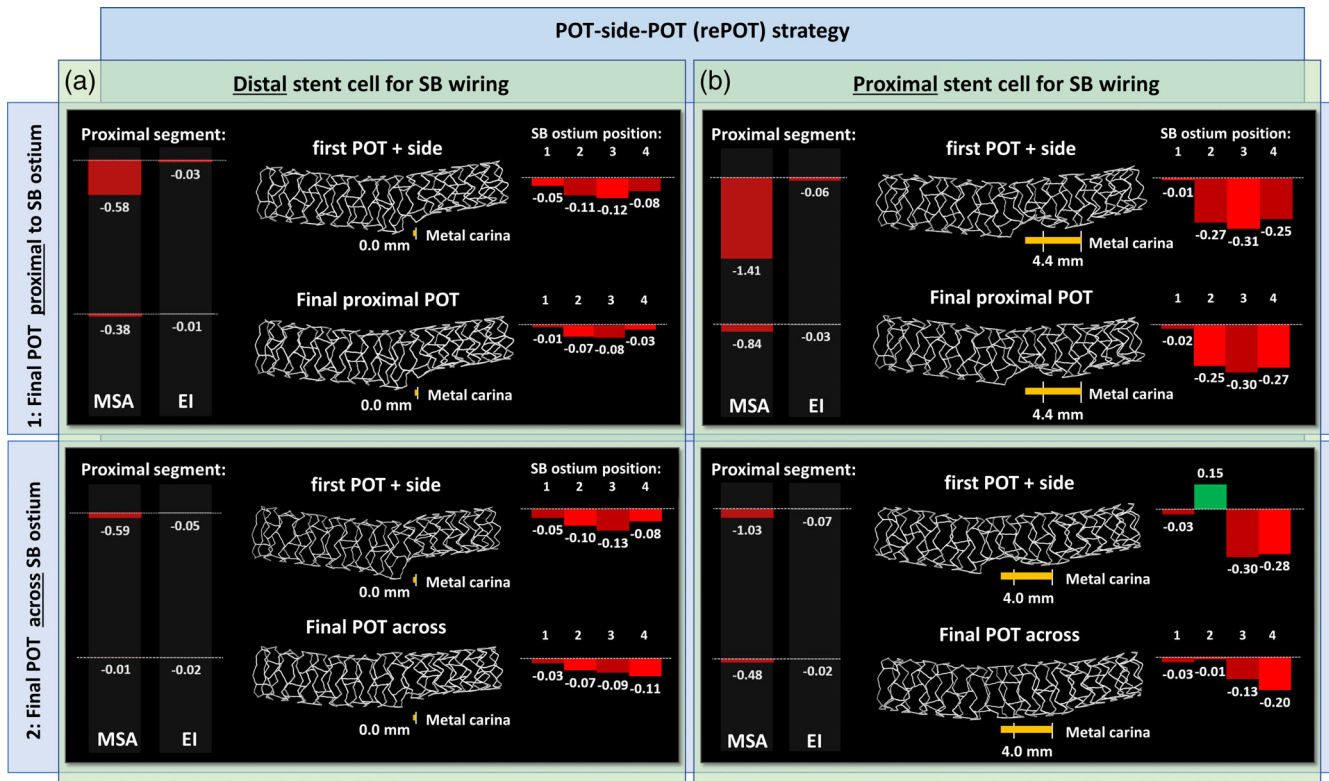 POT-side-POT (rePOT) strategy
(a)
Distal stent cell for SB wiring
(b)
Proximal stent cell for SB wiring
1: Final POT proximal to SB ostium
Proximal segment:
first POT + side
SB ostium position:
1 2 3 4
-0.58
-0.03
-0.05
-0.11
-0.12
-0.08
0.0 mm
Metal carina
Final proximal POT
1 2 3 4
-0.38
-0.01
-0.01
-0.07
-0.08
-0.03
0.0 mm
Metal carina
MSA EI
Proximal segment:
first POT + side
SB ostium position:
1 2 3 4
-1.41
-0.06
-0.01
-0.27
-0.31
-0.25
Metal carina
4.4 mm
Final proximal POT
1 2 3 4
-0.84
-0.03
-0.02
-0.25
-0.30
-0.27
Metal carina
4.4 mm
MSA EI
2: Final POT across SB ostium
Proximal segment:
first POT + side
SB ostium position:
1 2 3 4
-0.59
-0.05
-0.05
-0.10
-0.13
-0.08
0.0 mm
Metal carina
Final POT across
1 2 3 4
-0.01
-0.02
-0.03
-0.07
-0.09
-0.11
0.0 mm
Metal carina
MSA EI
Proximal segment:
first POT + side
0.15
-1.03
-0.07
-0.03
-0.30
-0.28
Metal carina
4.0 mm
Final POT across
1 2 3 4
-0.48
-0.02
-0.03
-0.01
-0.13
-0.20
Metal carina
4.0 mm
MSA EI